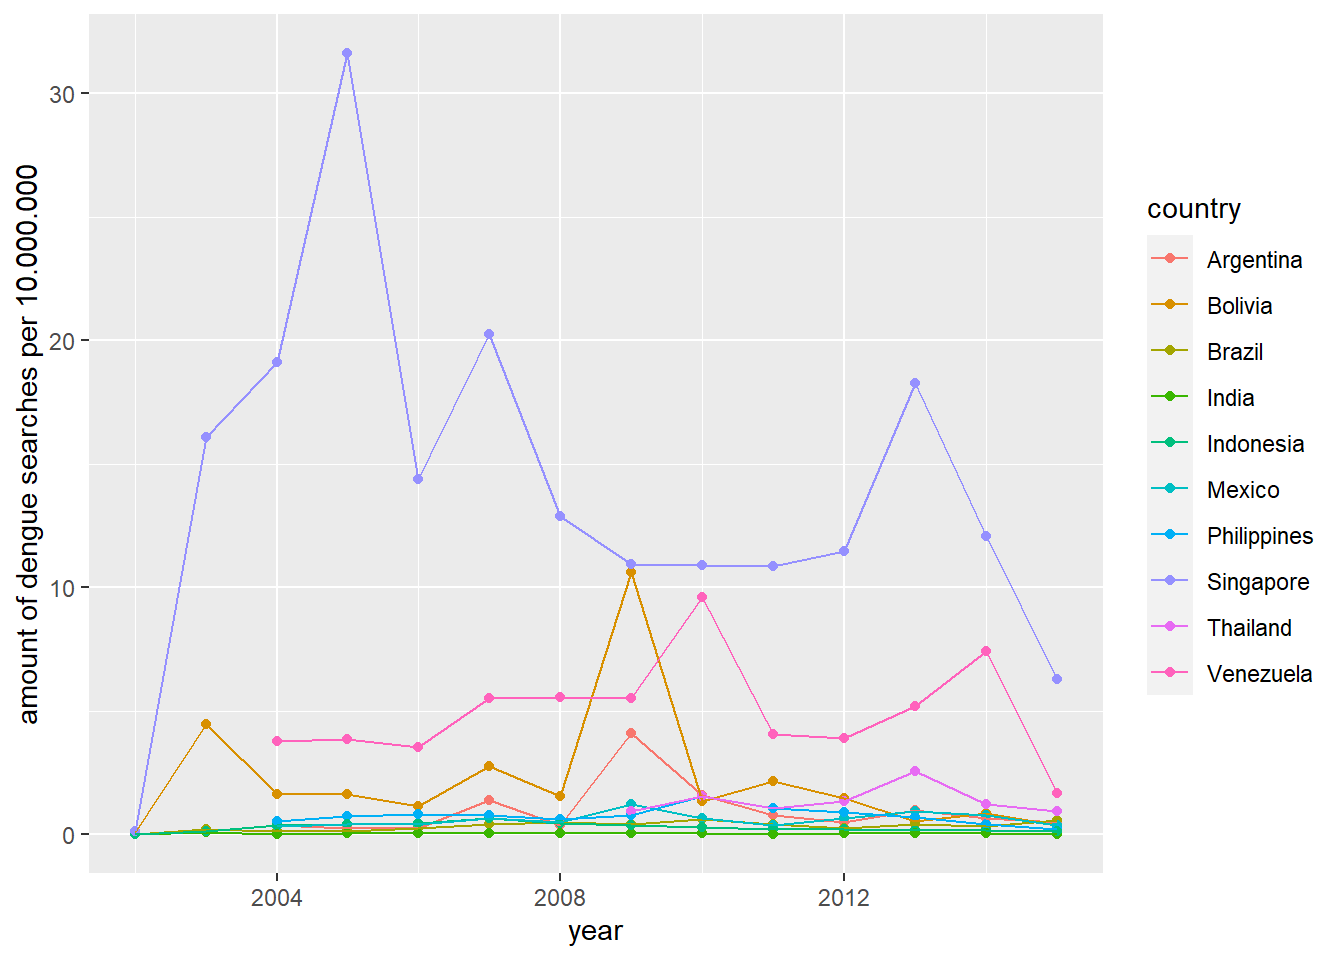 amount of dengue searches per 10.000.000
30
20
10
0
2004
2008
2012
year
country
Argentina
Bolivia
Brazil
India
Indonesia
Mexico
Philippines
Singapore
Thailand
Venezuela